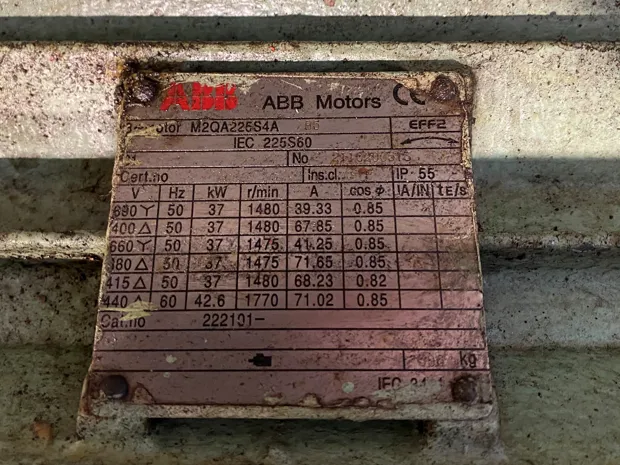 ABB ABB Motors CE
Motor M2QA225S4A EFF2
IEC 225S60
No
Cert.no Ins.cl. IP 55
V Hz kW r/min A cos φ IA/IN tE/s
690 Y 50 37 1480 39.33 0.85
400 Δ 50 37 1480 67.85 0.85
660 Y 50 37 1475 41.25 0.85
380 Δ 50 37 1475 71.65 0.85
415 Δ 50 37 1480 68.23 0.82
440 Δ 60 42.6 1770 71.02 0.85
Cat.no 222101-
kg
IEC 34